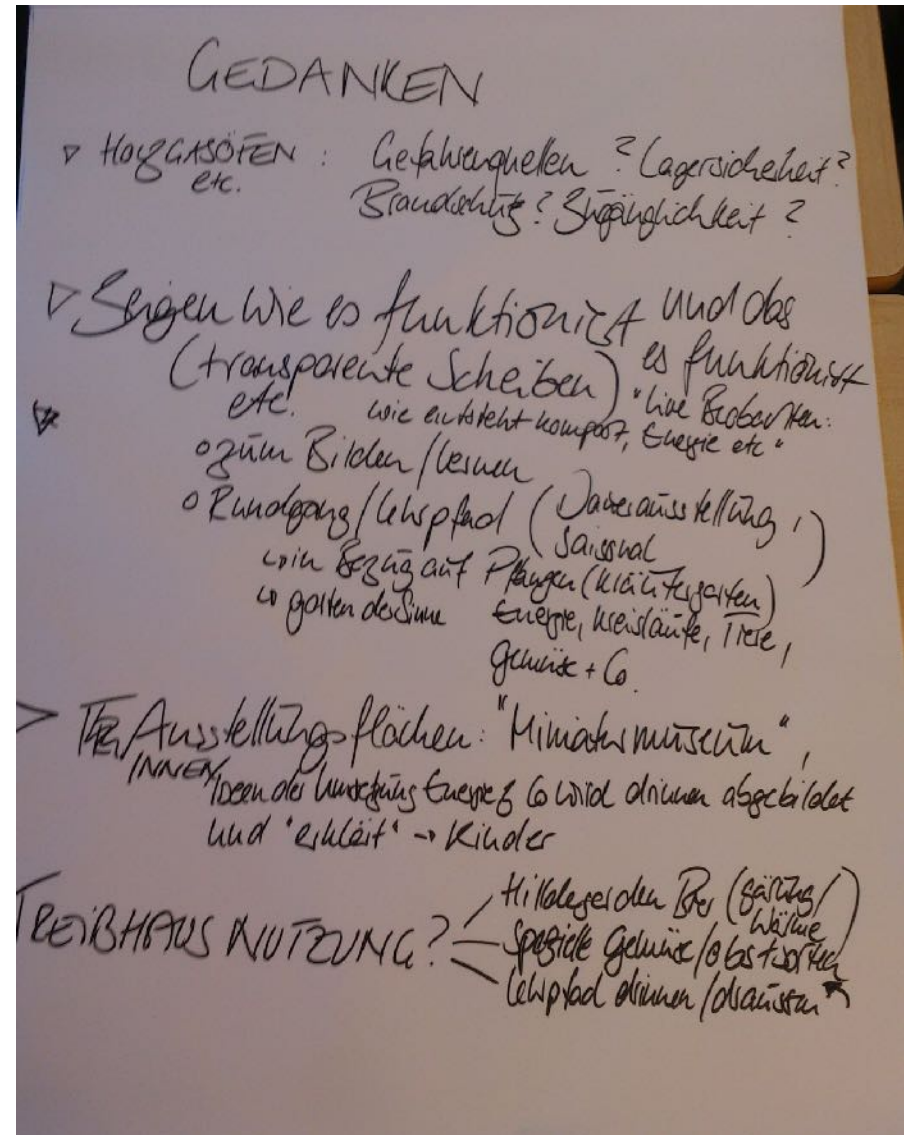 GEDANKEN
▷ HOLZGASÖFEN : Gefahrenquellen ? Lagersicherheit?
etc.
Brandschutz? Zugänglichkeit ?
▷ Zeigen wie es funktioniert und das
(transparente Scheiben) es funktioniert
etc. "live Beobachten:
wie entsteht kompost, Energie etc"
o zum Bilden / lernen
o Rundgang / Lehrpfad (Dauerausstellung,
saisonal)
↳ in Bezug auf Pflanzen (Kräutergarten)
↳ garten der Sinne Energie, Kreisläufe, Tiere,
gemüse + Co.
> Ausstellungsflächen: "Miniaturmuseum",
INNEN
Ideen der Umsetzung Energie & Co wird drinnen abgebildet
und "erklärt" → Kinder
TREIBHAUS NUTZUNG? (gärung/
Wärme)
spezielle Gemüse/obstsorten
Lehrpfad drinnen/draussen